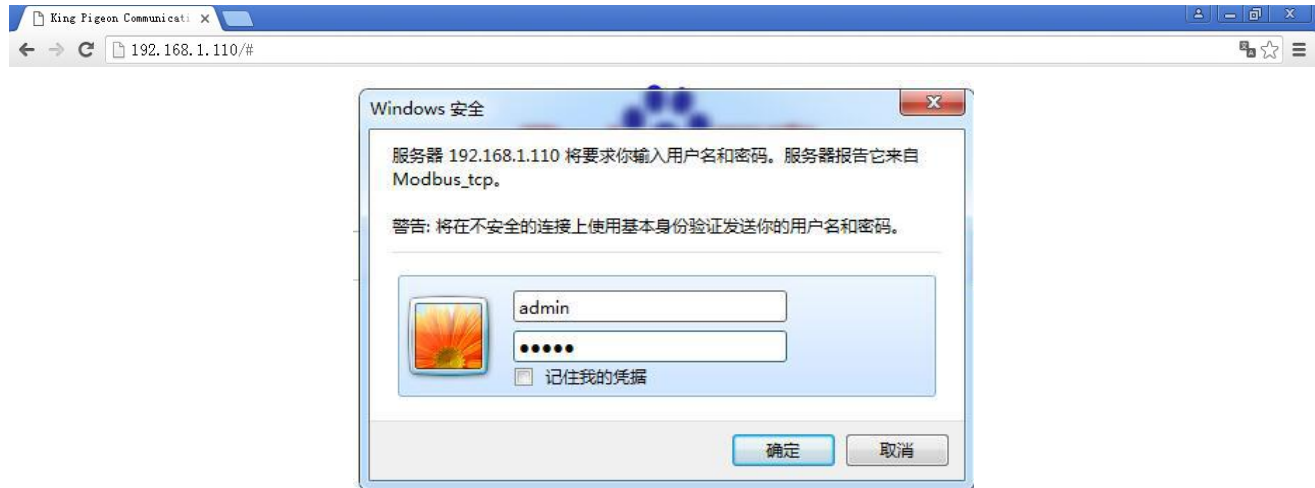 King Pigeon Communicati
192.168.1.110/#
Windows 安全
服务器 192.168.1.110 将要求你输入用户名和密码。服务器报告它来自
Modbus_tcp。
警告: 将在不安全的连接上使用基本身份验证发送你的用户名和密码。
admin
●●●●●
记住我的凭据
确定
取消